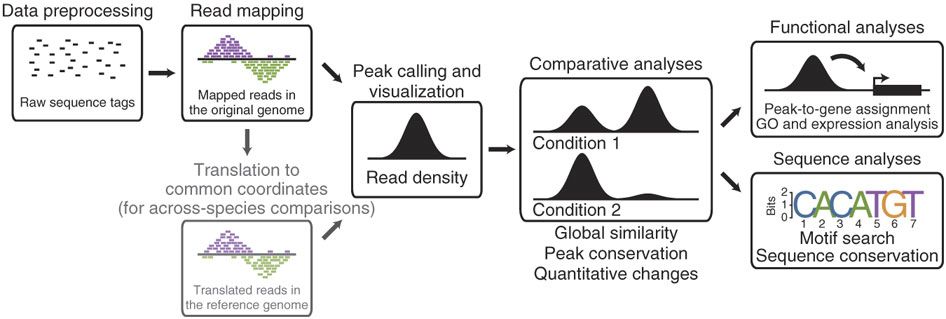 Data preprocessing
Raw sequence tags
Read mapping
Mapped reads in
the original genome
Translation to
common coordinates
(for across-species comparisons)
Translated reads in
the reference genome
Peak calling and
visualization
Read density
Comparative analyses
Condition 1
Condition 2
Global similarity
Peak conservation
Quantitative changes
Functional analyses
Peak-to-gene assignment
GO and expression analysis
Sequence analyses
Bits
2
1
0
CACATGT
1 2 3 4 5 6 7
Motif search
Sequence conservation